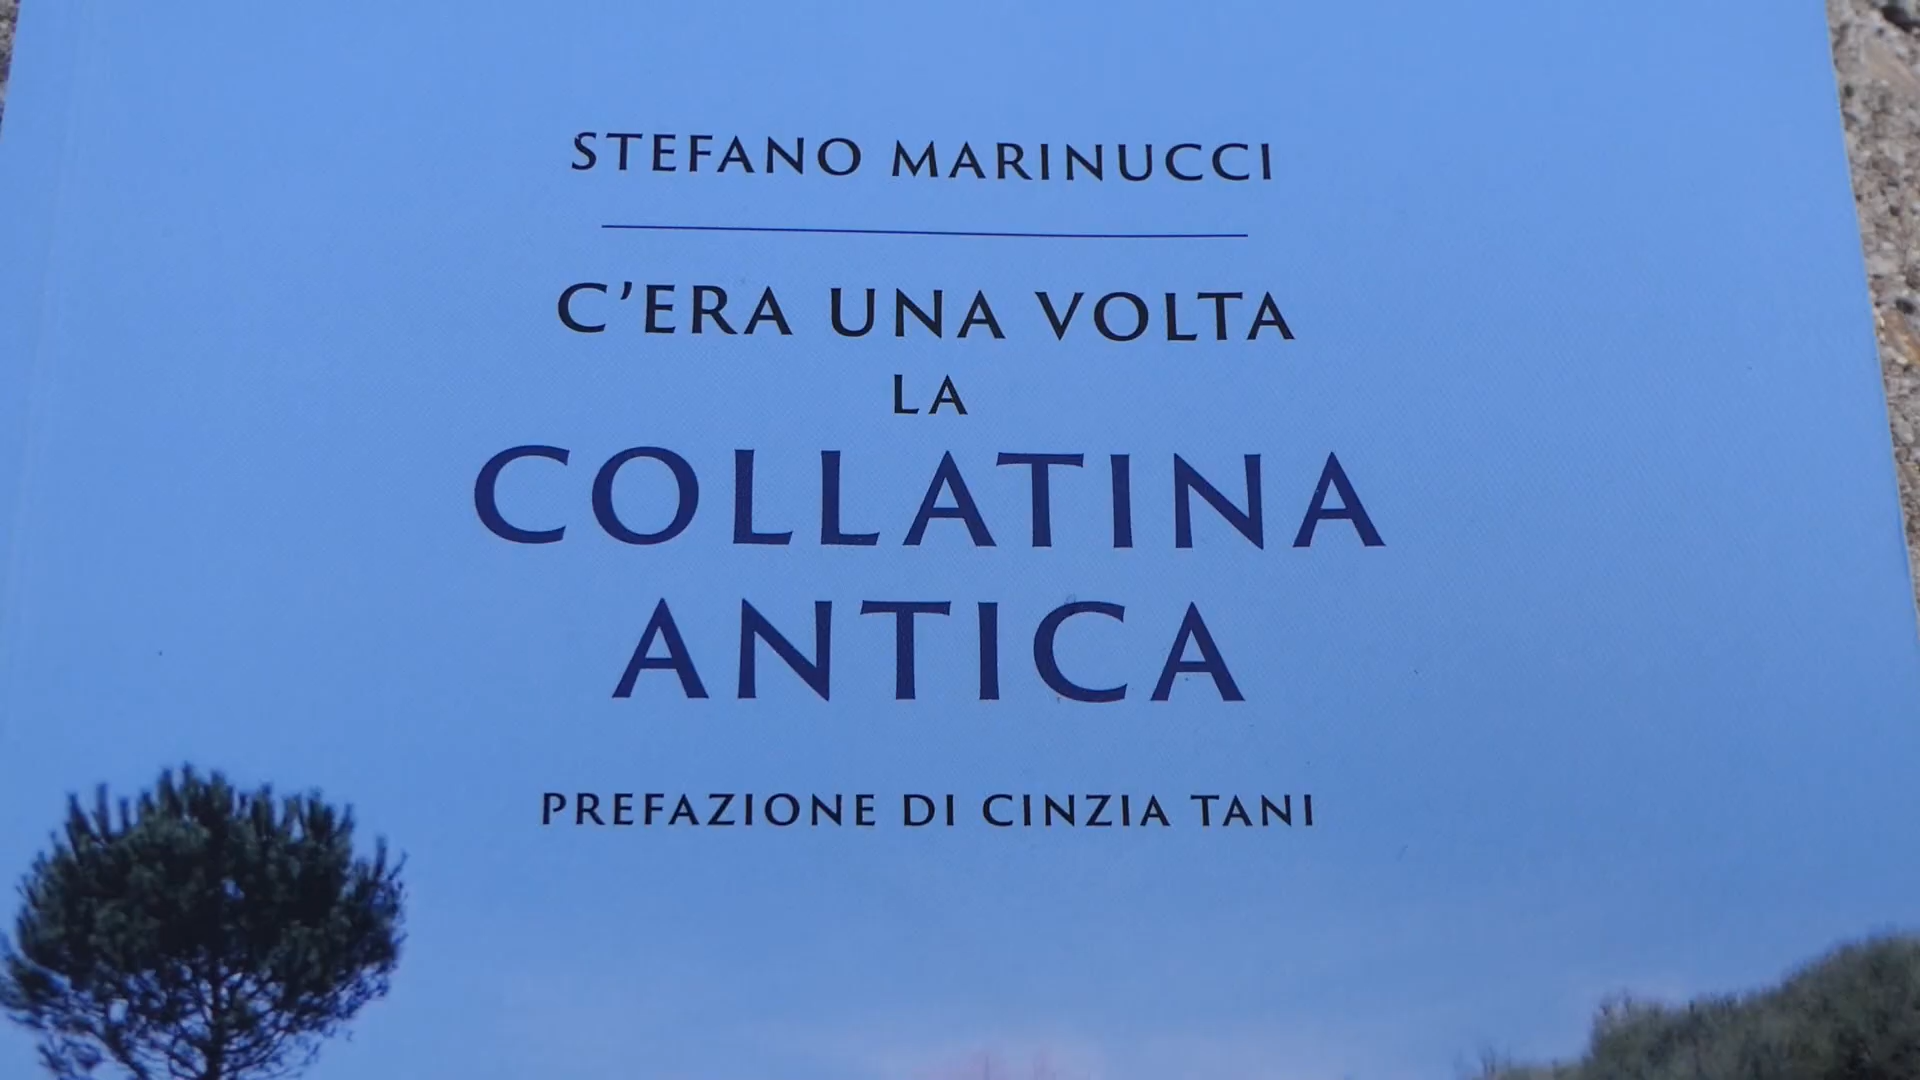 STEFANO MARINUCCI
C’ERA UNA VOLTA
LA
COLLATINA
ANTICA
PREFAZIONE DI CINZIA TANI